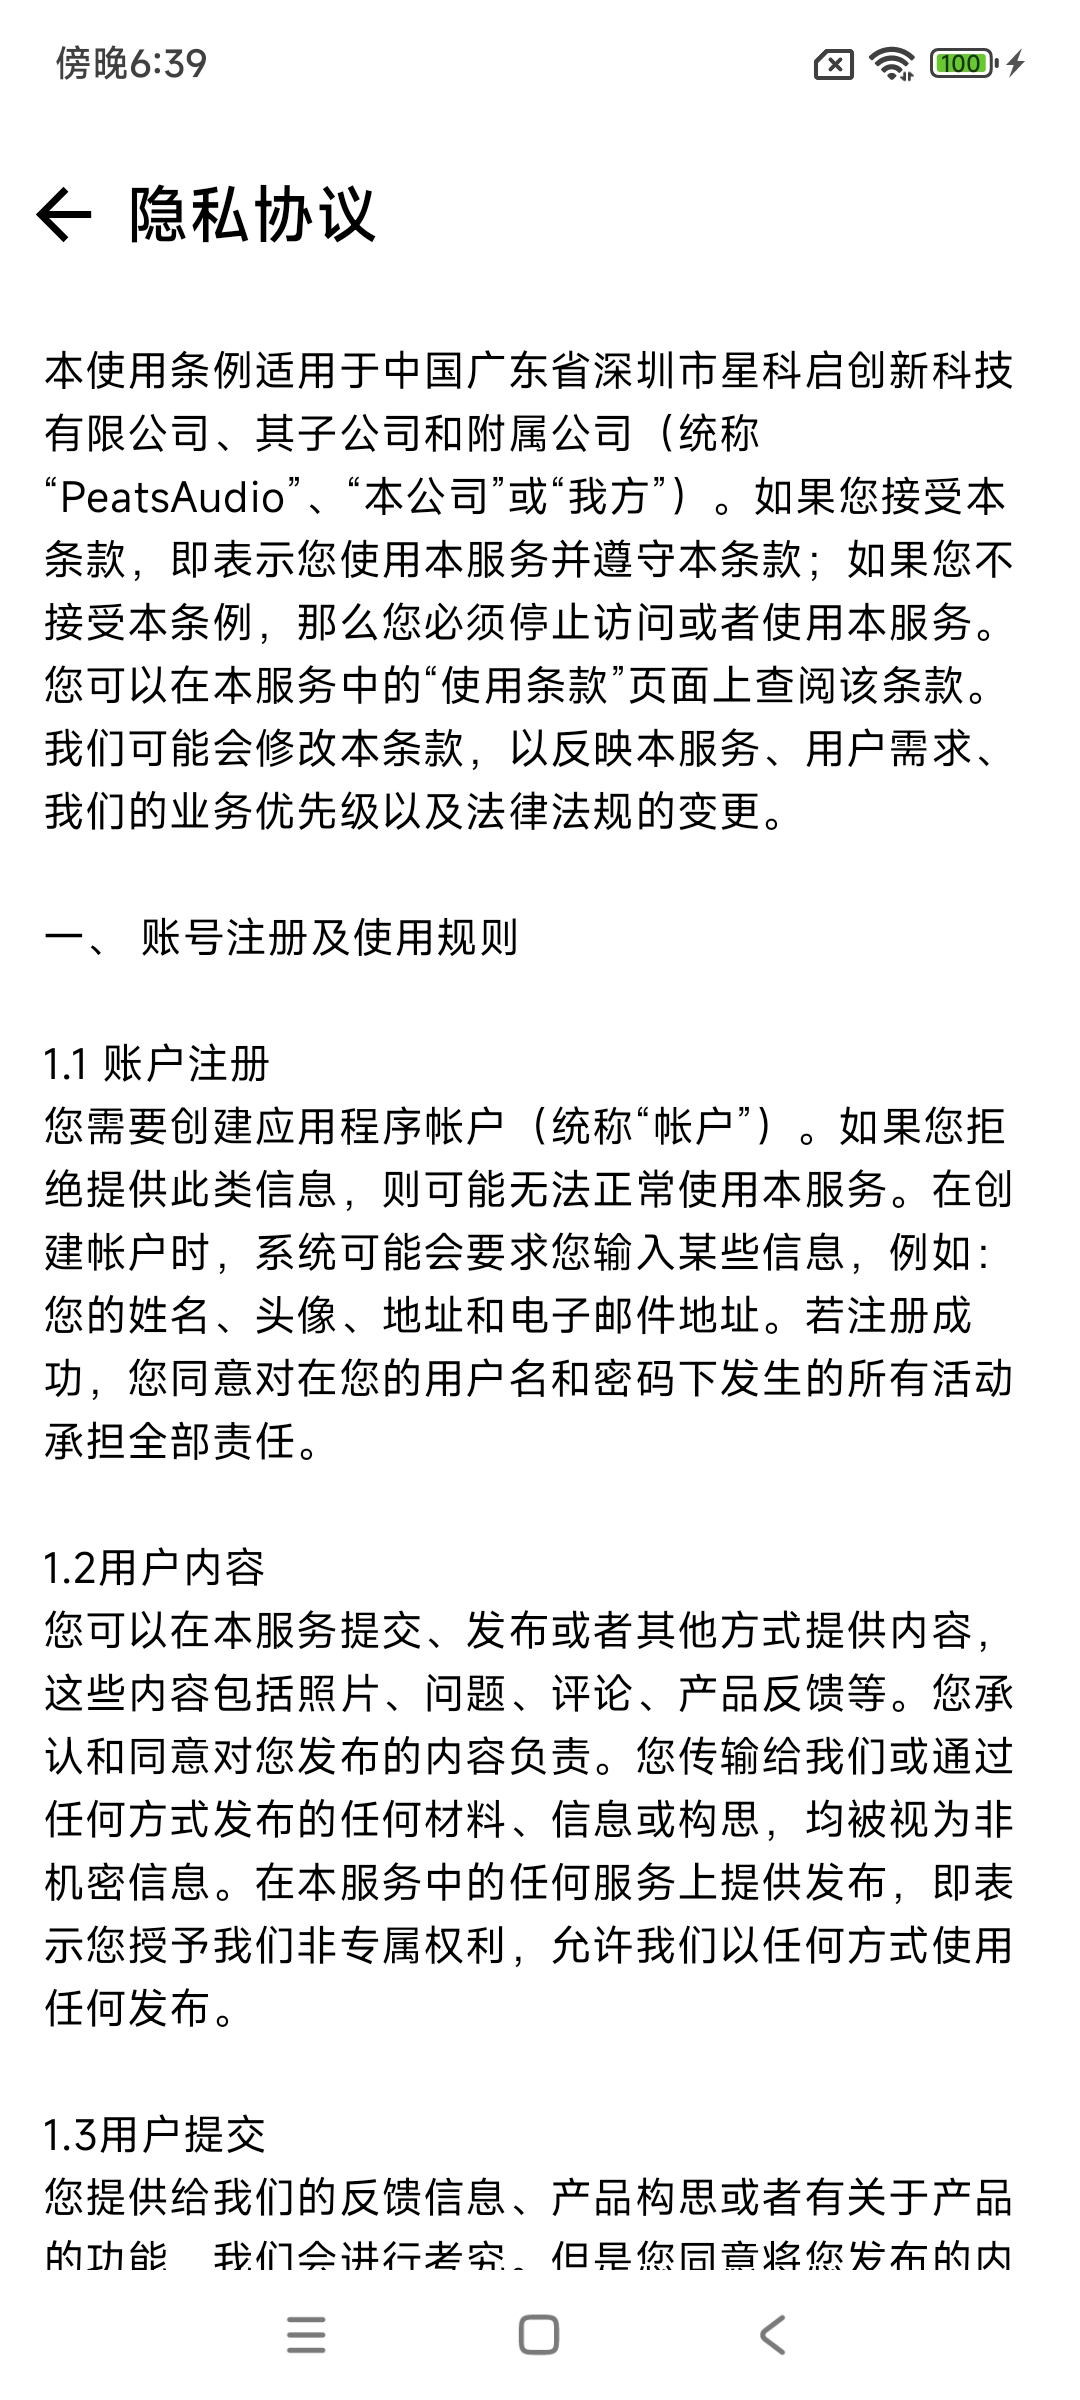 傍晚6:39
100
隐私协议
本使用条例适用于中国广东省深圳市星科启创新科技
有限公司、其子公司和附属公司（统称
“PeatsAudio”、“本公司”或“我方”）。如果您接受本
条款，即表示您使用本服务并遵守本条款；如果您不
接受本条例，那么您必须停止访问或者使用本服务。
您可以在本服务中的“使用条款”页面上查阅该条款。
我们可能会修改本条款，以反映本服务、用户需求、
我们的业务优先级以及法律法规的变更。
一、 账号注册及使用规则
1.1 账户注册
您需要创建应用程序帐户（统称“帐户”）。如果您拒
绝提供此类信息，则可能无法正常使用本服务。在创
建帐户时，系统可能会要求您输入某些信息，例如：
您的姓名、头像、地址和电子邮件地址。若注册成
功，您同意对在您的用户名和密码下发生的所有活动
承担全部责任。
1.2用户内容
您可以在本服务提交、发布或者其他方式提供内容，
这些内容包括照片、问题、评论、产品反馈等。您承
认和同意对您发布的内容负责。您传输给我们或通过
任何方式发布的任何材料、信息或构思，均被视为非
机密信息。在本服务中的任何服务上提供发布，即表
示您授予我们非专属权利，允许我们以任何方式使用
任何发布。
1.3用户提交
您提供给我们的反馈信息、产品构思或者有关于产品
的功能，我们会进行考究。但是您同意将您发布的内